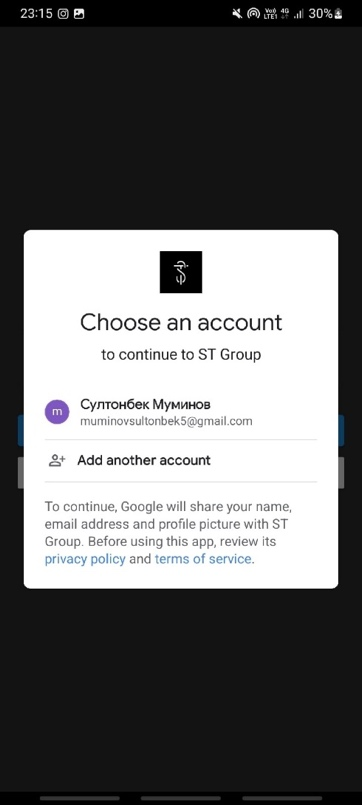 23:15
Voo LTE1 4G 30%
Choose an account
to continue to ST Group
m
Султонбек Муминов
muminovsultonbek5@gmail.com
Add another account
To continue, Google will share your name,
email address and profile picture with ST
Group. Before using this app, review its
privacy policy and terms of service.